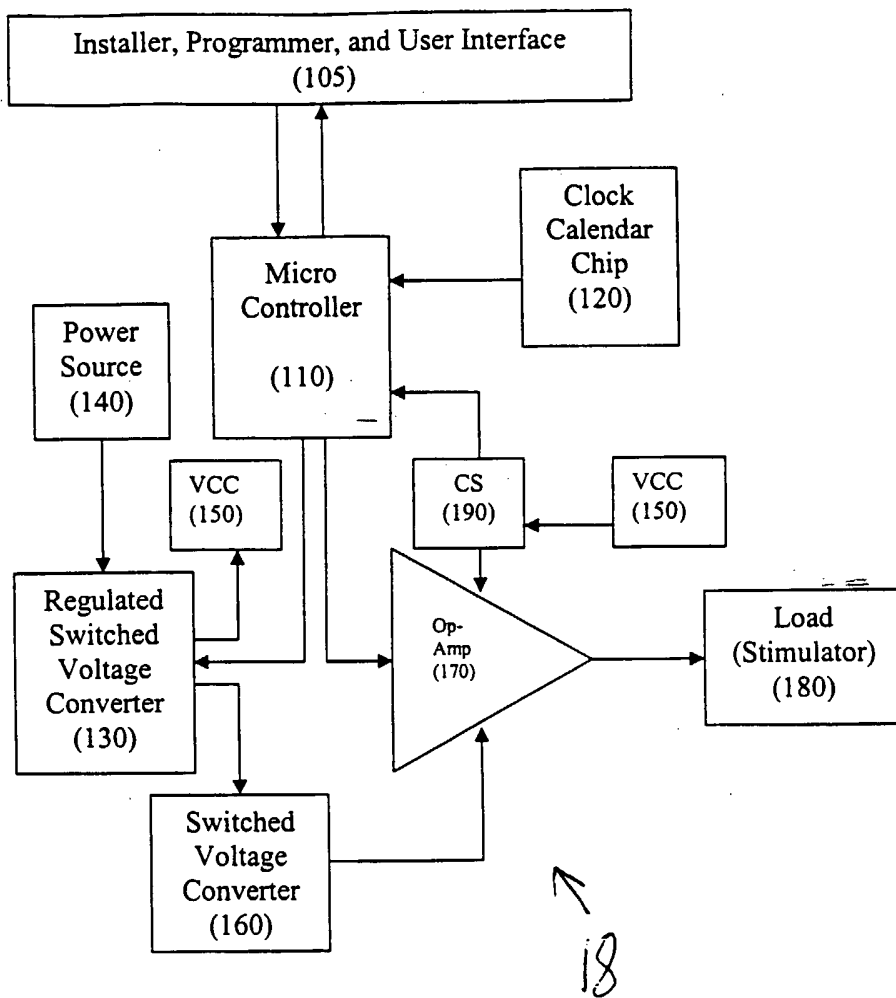 Installer, Programmer, and User Interface
(105)
Clock
Calendar
Chip
(120)
Micro
Controller
(110)
Power
Source
(140)
VCC
(150)
CS
(190)
VCC
(150)
Regulated
Switched
Voltage
Converter
(130)
Op-
Amp
(170)
Load
(Stimulator)
(180)
Switched
Voltage
Converter
(160)
18